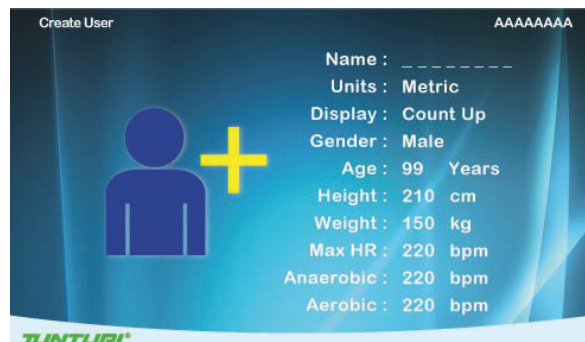 Create User AAAAAAAA
Name : _ _ _ _ _ _ _ _
Units : Metric
Display : Count Up
Gender : Male
Age : 99 Years
Height : 210 cm
Weight : 150 kg
Max HR : 220 bpm
Anaerobic : 220 bpm
Aerobic : 220 bpm
TUNTURI®